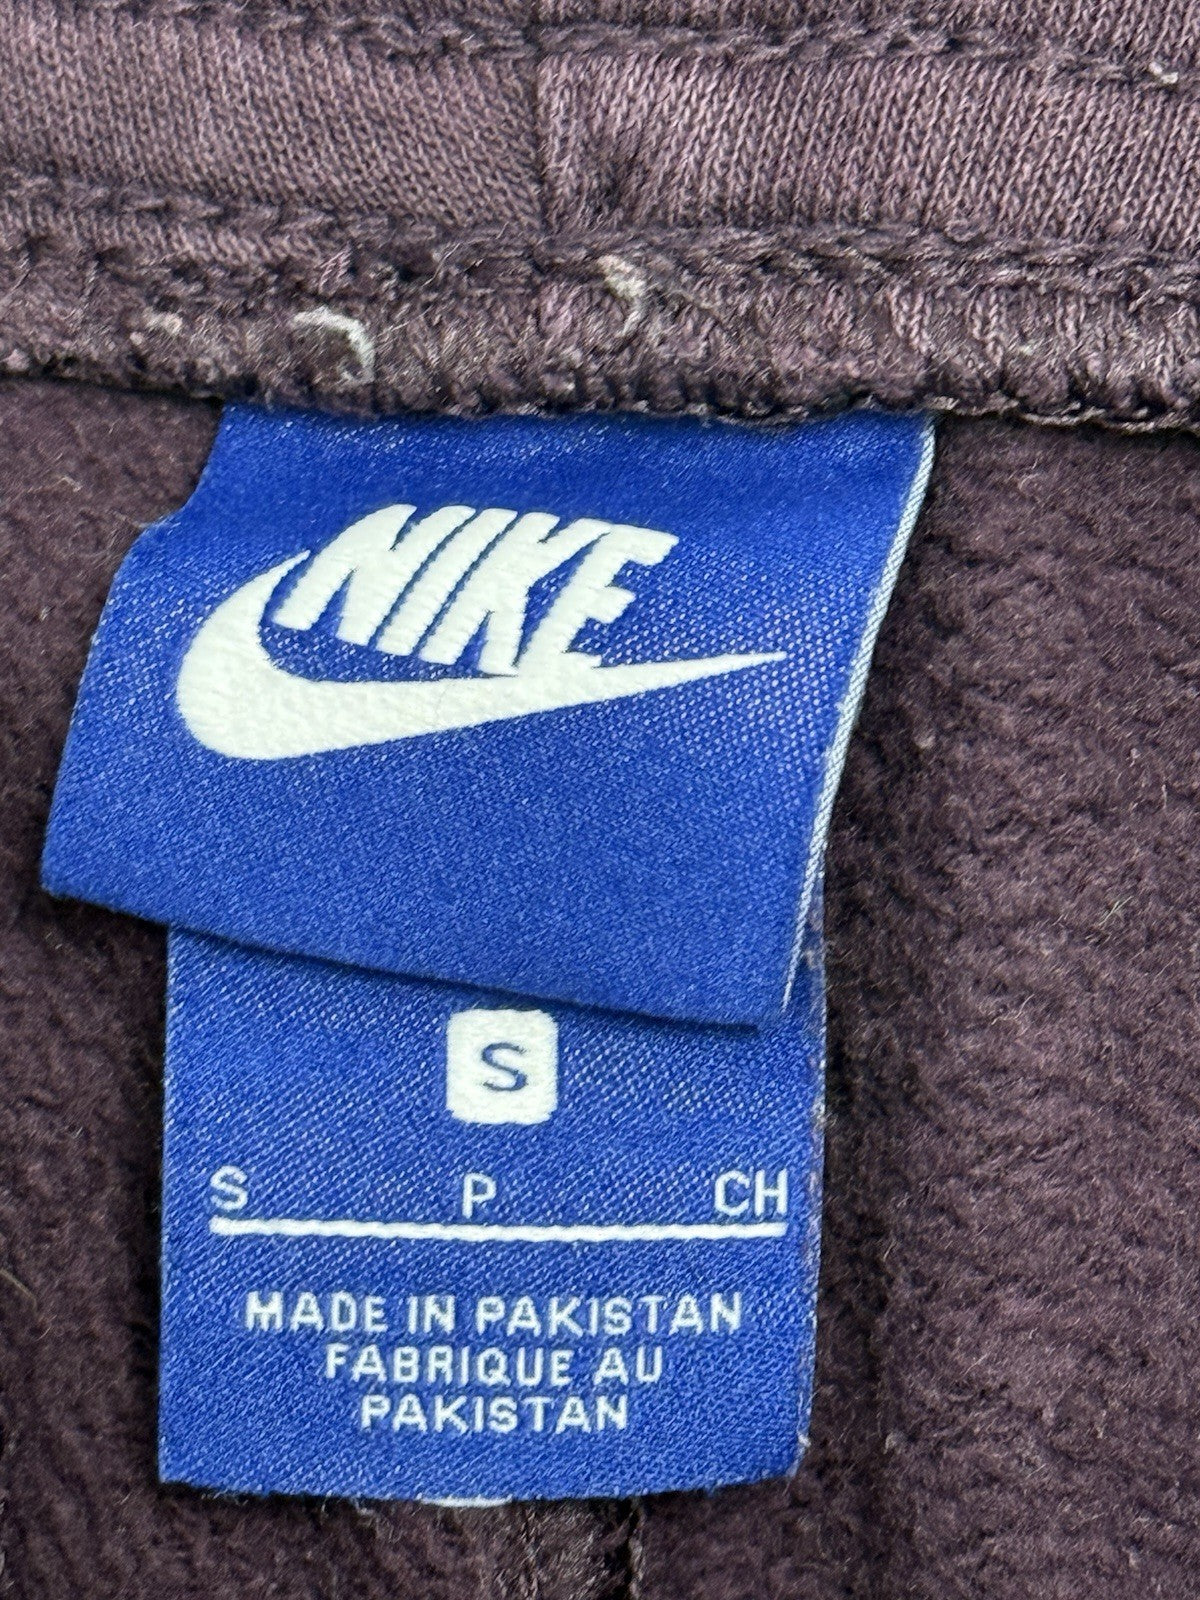 NIKE
S
S P CH
MADE IN PAKISTAN
FABRIQUE AU
PAKISTAN